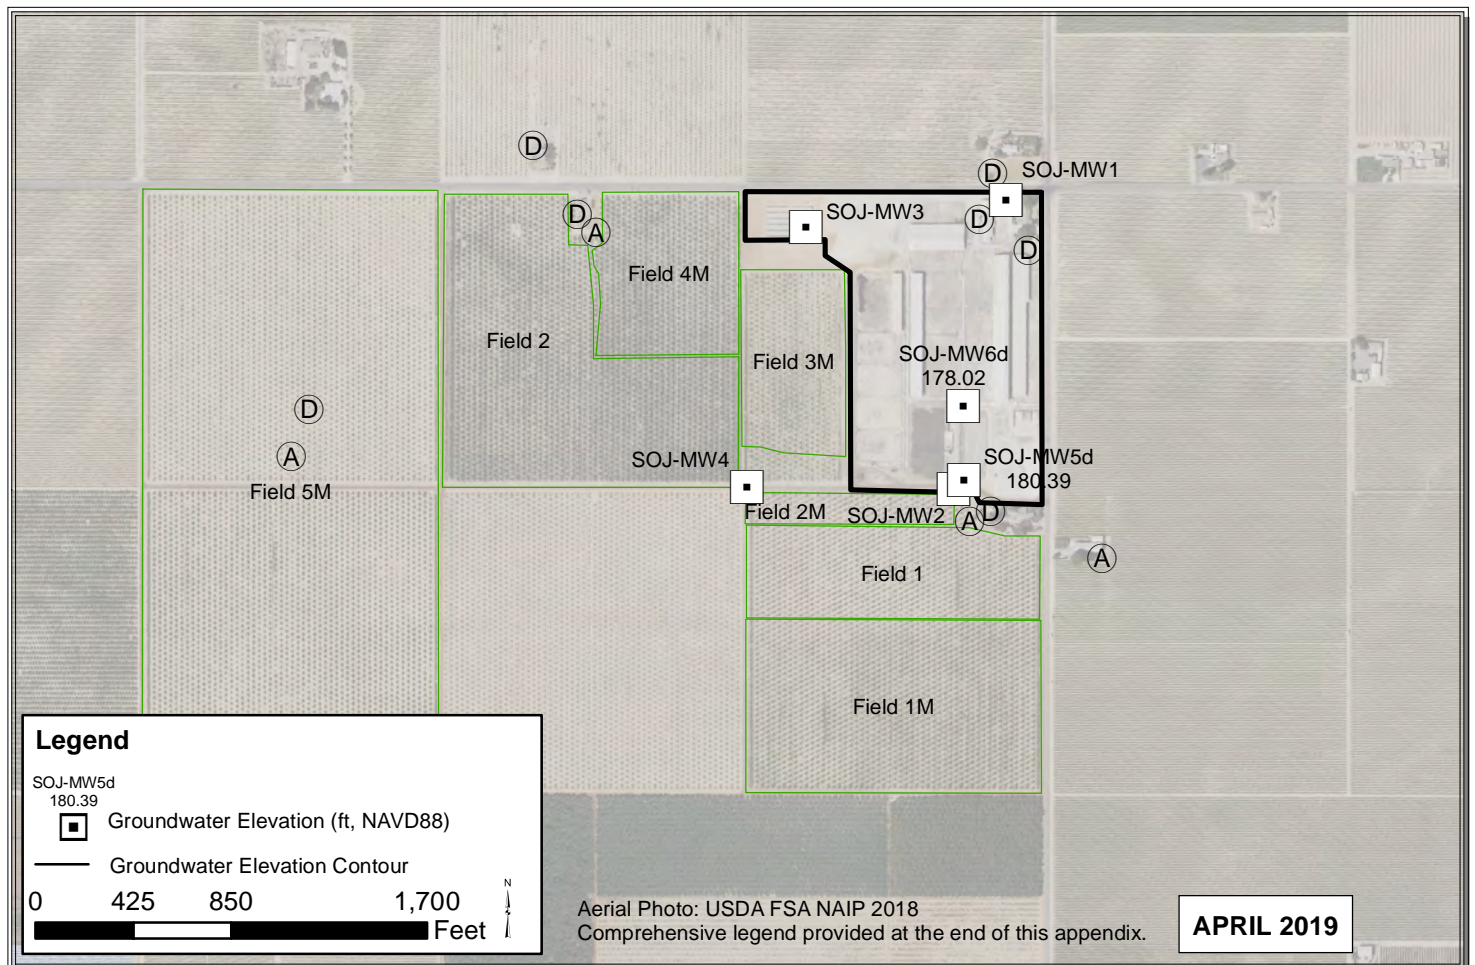 D
D
SOJ-MW1
D
A
SOJ-MW3
D
D
Field 4M
Field 2
Field 3M
SOJ-MW6d
178.02
D
A
Field 5M
SOJ-MW4
SOJ-MW5d
180.39
Field 2M
SOJ-MW2
A
D
A
Field 1
Field 1M
Legend
SOJ-MW5d
180.39
Groundwater Elevation (ft, NAVD88)
Groundwater Elevation Contour
0 425 850 1,700
Feet
N
Aerial Photo: USDA FSA NAIP 2018
Comprehensive legend provided at the end of this appendix.
APRIL 2019